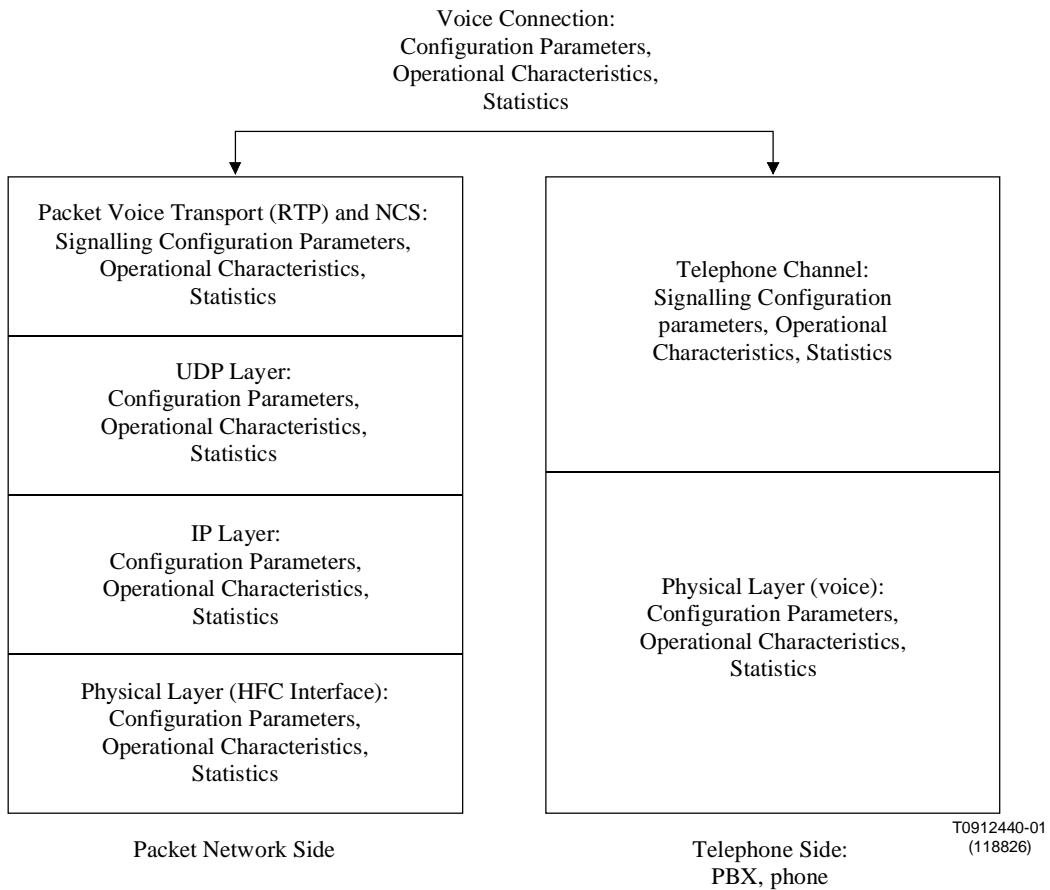 Voice Connection:
Configuration Parameters,
Operational Characteristics,
Statistics
Packet Voice Transport (RTP) and NCS:
Signalling Configuration Parameters,
Operational Characteristics,
Statistics
UDP Layer:
Configuration Parameters,
Operational Characteristics,
Statistics
IP Layer:
Configuration Parameters,
Operational Characteristics,
Statistics
Physical Layer (HFC Interface):
Configuration Parameters,
Operational Characteristics,
Statistics
Packet Network Side
Telephone Channel:
Signalling Configuration
parameters, Operational
Characteristics, Statistics
Physical Layer (voice):
Configuration Parameters,
Operational Characteristics,
Statistics
Telephone Side:
PBX, phone
T0912440-01
(118826)